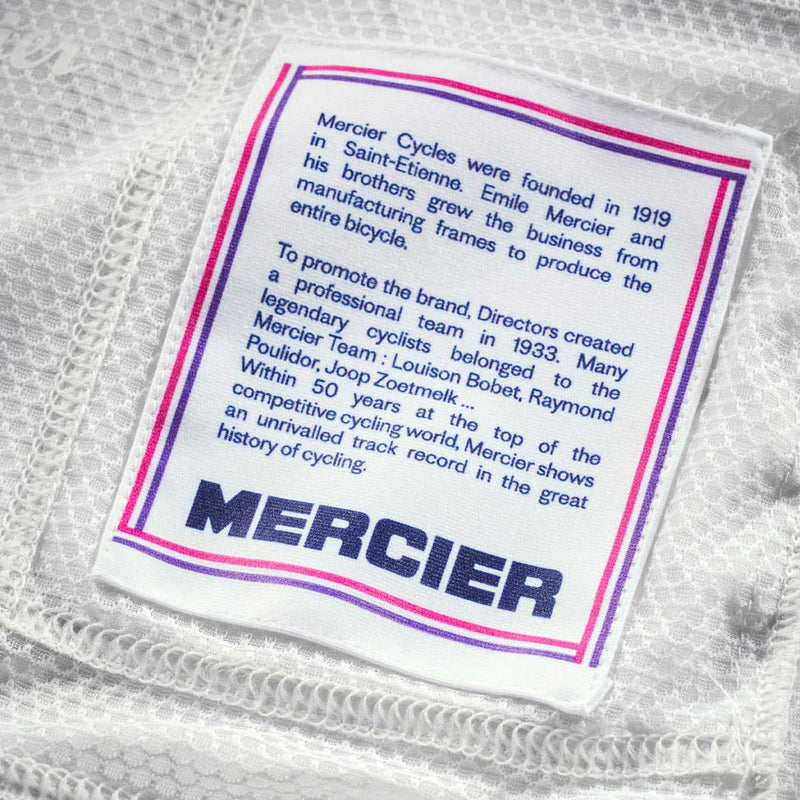 Mercier Cycles were founded in 1919
in Saint-Etienne. Emile Mercier and
his brothers grew the business from
manufacturing frames to produce the
entire bicycle.
To promote the brand, Directors created
a professional team in 1933. Many
legendary cyclists belonged to the
Mercier Team : Louison Bobet, Raymond
Poulidor, Joop Zoetmelk ...
Within 50 years at the top of the
competitive cycling world, Mercier shows
an unrivalled track record in the great
history of cycling.
MERCIER